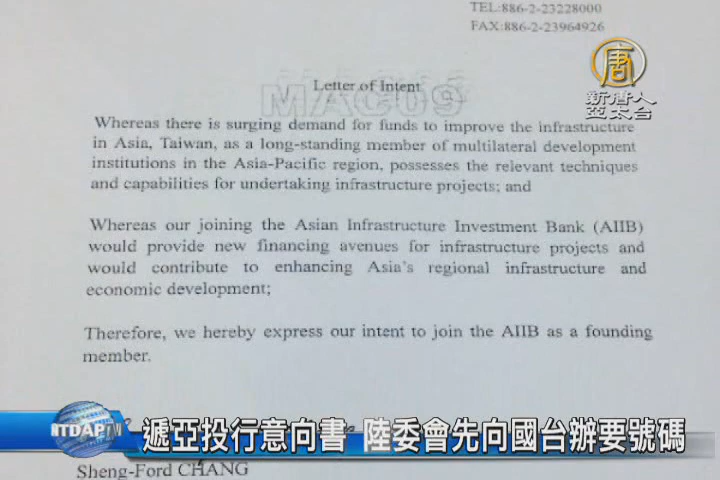 TEL:886-2-23228000
FAX:886-2-23964926
唐
新唐人
亞太台
Letter of Intent
MAC09
Whereas there is surging demand for funds to improve the infrastructure
in Asia, Taiwan, as a long-standing member of multilateral development
institutions in the Asia-Pacific region, possesses the relevant techniques
and capabilities for undertaking infrastructure projects; and
Whereas our joining the Asian Infrastructure Investment Bank (AIIB)
would provide new financing avenues for infrastructure projects and
would contribute to enhancing Asia's regional infrastructure and
economic development;
Therefore, we hereby express our intent to join the AIIB as a founding
member.
NTDAPTV
遞亞投行意向書 陸委會先向國台辦要號碼
Sheng-Ford CHANG